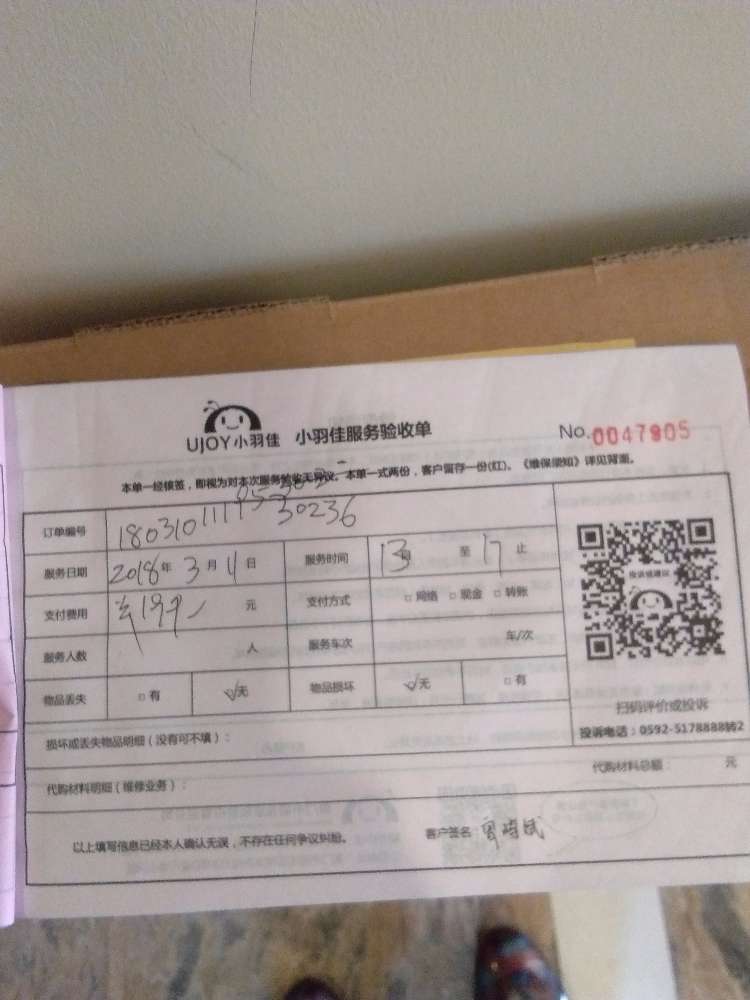 UJOY小羽佳 小羽佳服务验收单 No.0047905
本单一经核签，即视为对本次服务验收无异议。本单一式两份，客户留存一份(红)。《维保须知》详见背面。
订单编号 18031011115303530236
服务日期 2018年 3月 11日 服务时间 13 至 17 止
支付费用 199 元 支付方式 □网络 □现金 □转账
服务人数 人 服务车次 车/次
物品丢失 □有 √无 物品损坏 √无 □有
投诉或建议
扫码评价或投诉
投诉电话：0592-5178888转2
损坏或丢失物品明细（没有可不填）：
代购材料明细（维修业务）： 代购材料总额： 元
以上填写信息已经本人确认无误，不存在任何争议纠纷。 客户签名：